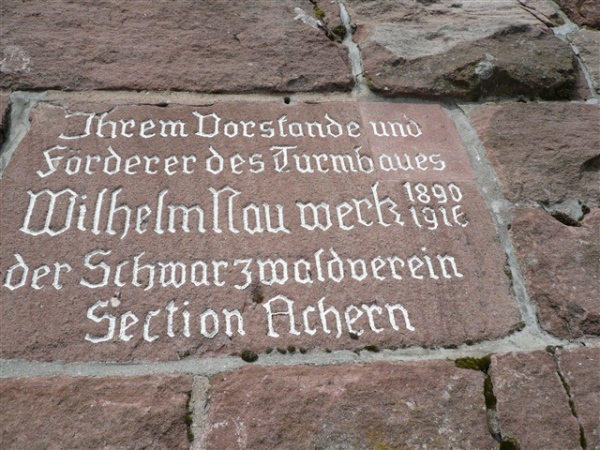 Ihrem Vorstande und
Förderer des Turmbaues
Wilhelm Nauwerk 1890
1916
der Schwarzwaldverein
Section Achern